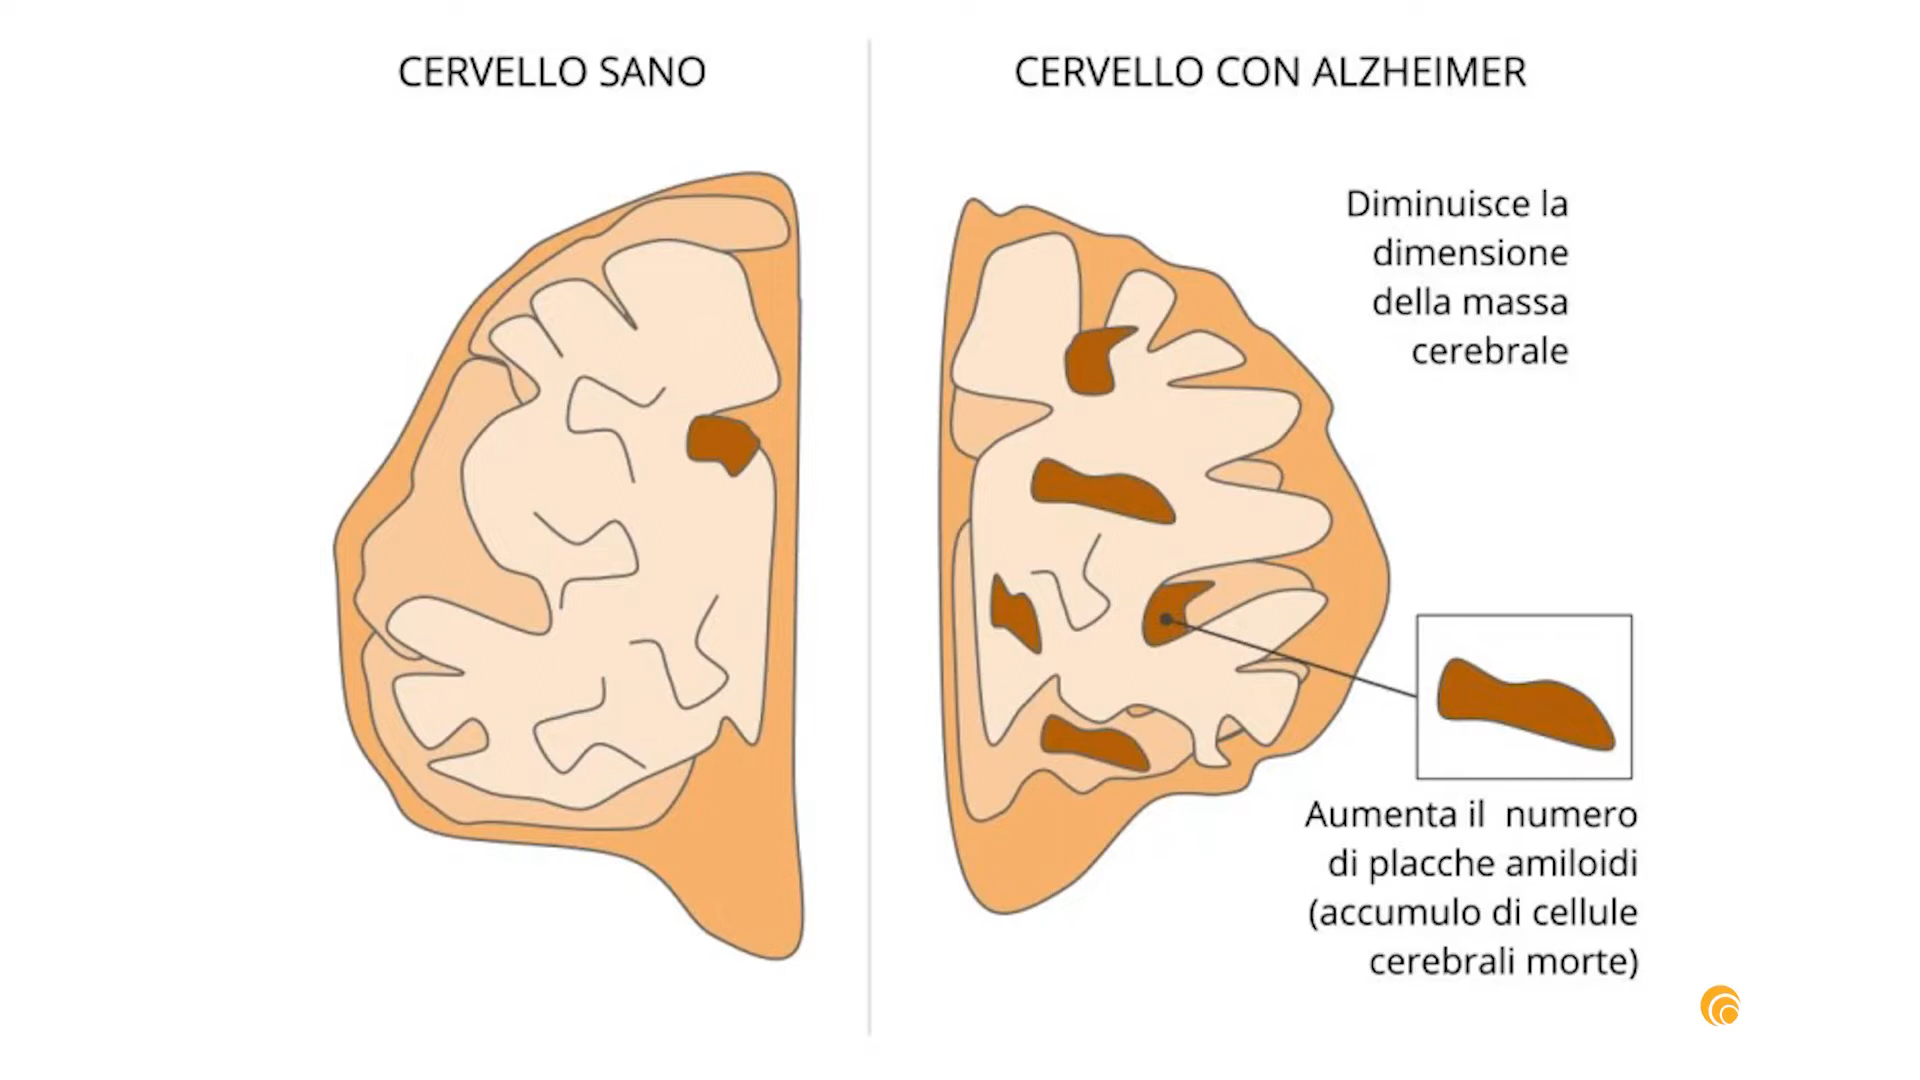 CERVELLO SANO
CERVELLO CON ALZHEIMER
Diminuisce la
dimensione
della massa
cerebrale
Aumenta il numero
di placche amiloidi
(accumulo di cellule
cerebrali morte)